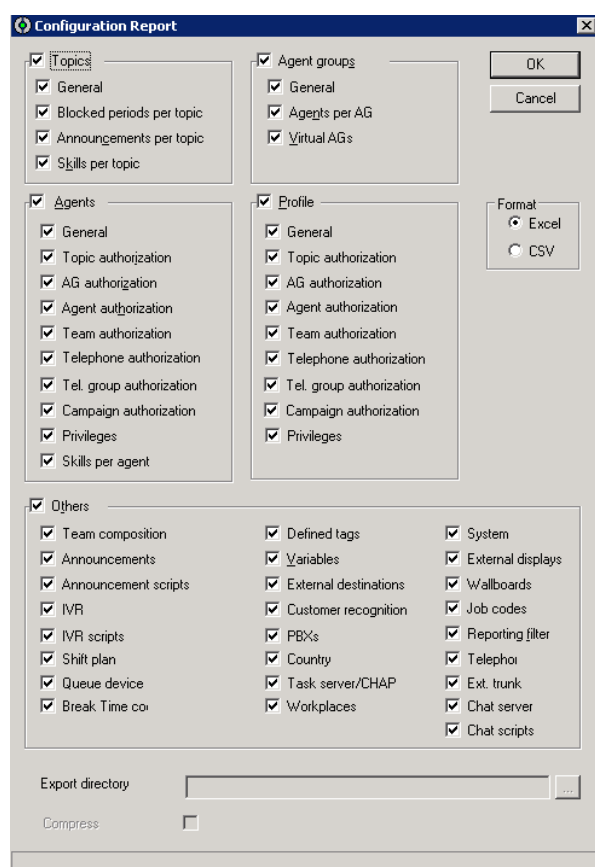 Configuration Report
Topics
General
Blocked periods per topic
Announcements per topic
Skills per topic
Agent groups
General
Agents per AG
Virtual AGs
OK
Cancel
Agents
General
Topic authorization
AG authorization
Agent authorization
Team authorization
Telephone authorization
Tel. group authorization
Campaign authorization
Privileges
Skills per agent
Profile
General
Topic authorization
AG authorization
Agent authorization
Team authorization
Telephone authorization
Tel. group authorization
Campaign authorization
Privileges
Format
Excel
CSV
Others
Team composition
Announcements
Announcement scripts
IVR
IVR scripts
Shift plan
Queue device
Break Time co
Defined tags
Variables
External destinations
Customer recognition
PBXs
Country
Task server/CHAP
Workplaces
System
External displays
Wallboards
Job codes
Reporting filter
Telephon
Ext. trunk
Chat server
Chat scripts
Export directory
...
Compress